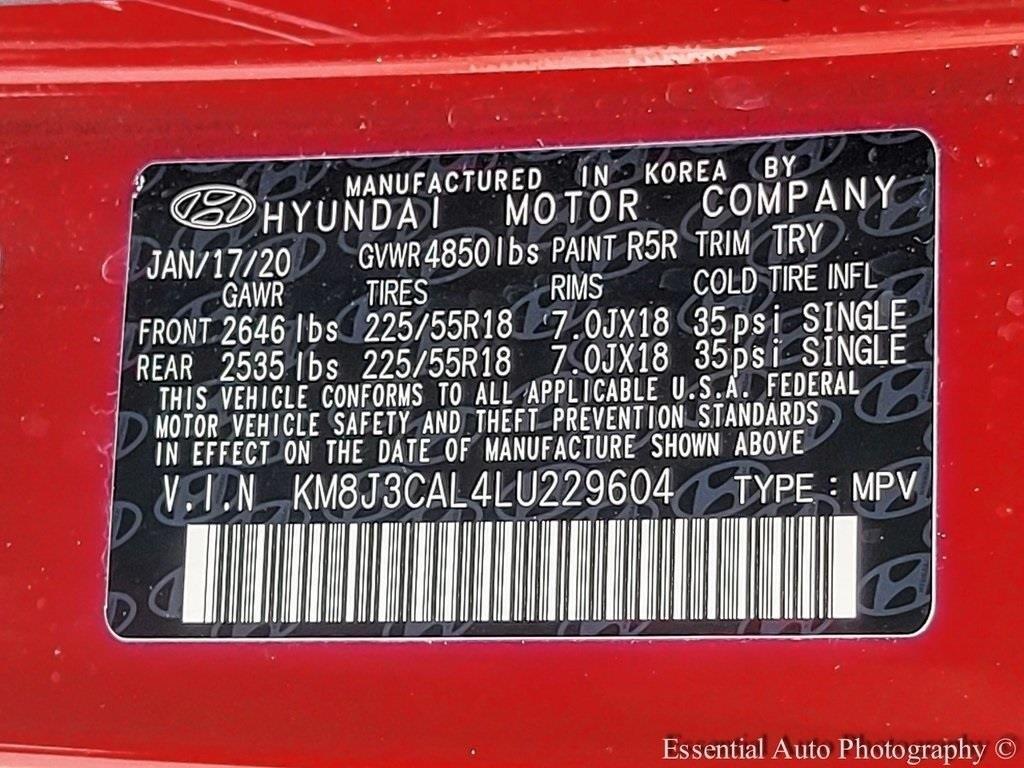 MANUFACTURED IN KOREA BY
HYUNDAI MOTOR COMPANY
JAN/17/20 GVWR 4850 lbs PAINT R5R TRIM TRY
GAWR TIRES RIMS COLD TIRE INFL
FRONT 2646 lbs 225/55R18 7.0JX18 35psi SINGLE
REAR 2535 lbs 225/55R18 7.0JX18 35psi SINGLE
THIS VEHICLE CONFORMS TO ALL APPLICABLE U.S.A. FEDERAL
MOTOR VEHICLE SAFETY AND THEFT PREVENTION STANDARDS
IN EFFECT ON THE DATE OF MANUFACTURE SHOWN ABOVE
V.I.N KM8J3CAL4LU229604 TYPE : MPV
Essential Auto Photography ©